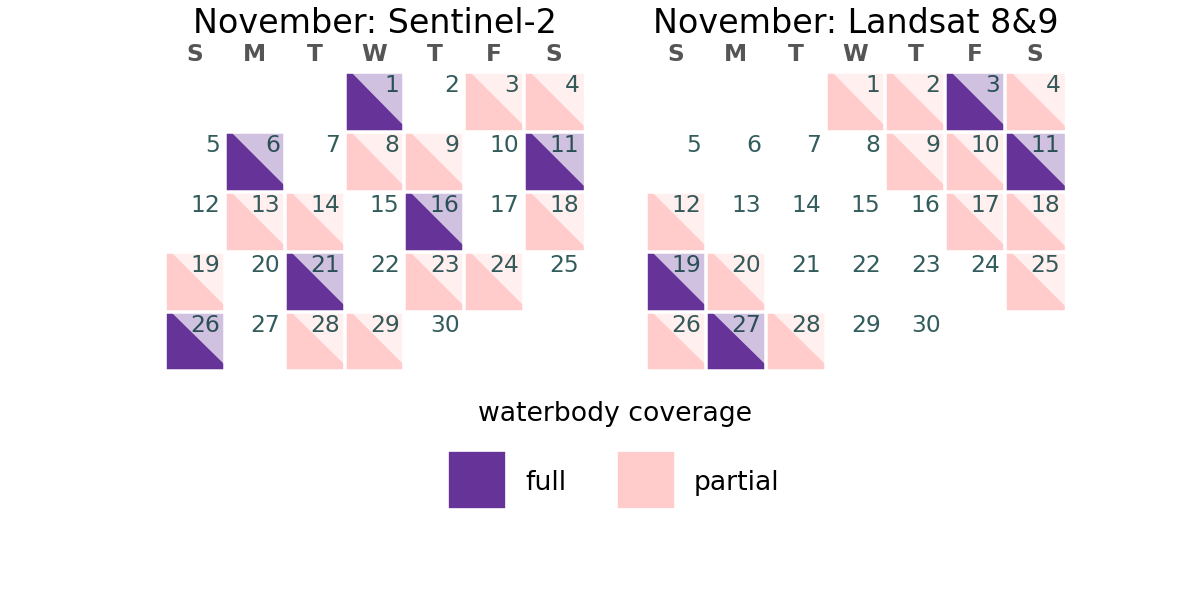 November: Sentinel-2
S M T W T F S
1 2 3 4
5 6 7 8 9 10 11
12 13 14 15 16 17 18
19 20 21 22 23 24 25
26 27 28 29 30
November: Landsat 8&9
S M T W T F S
1 2 3 4
5 6 7 8 9 10 11
12 13 14 15 16 17 18
19 20 21 22 23 24 25
26 27 28 29 30
waterbody coverage
full
partial